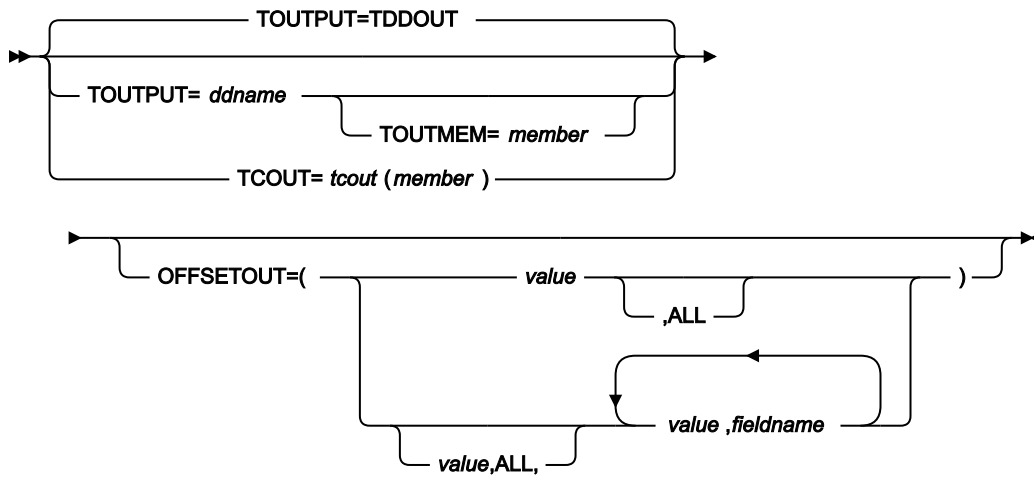 TOUTPUT=TDDOUT
TOUTPUT= ddname
TOUTMEM= member
TCOUT= tcout (member )
OFFSETOUT=( value )
,ALL
value ,fieldname
value,ALL,